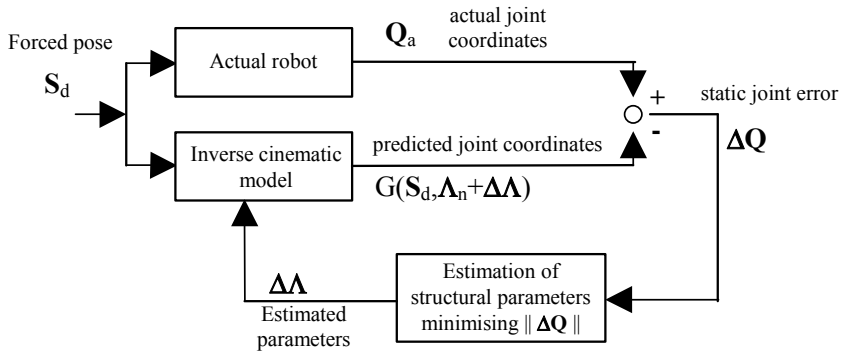 Forced pose
S_d
Actual robot
Q_a
actual joint
coordinates
+
-
static joint error
ΔQ
Inverse cinematic
model
predicted joint coordinates
G(S_d,Λ_n+ΔΛ)
ΔΛ
Estimated
parameters
Estimation of
structural parameters
minimising || ΔQ ||